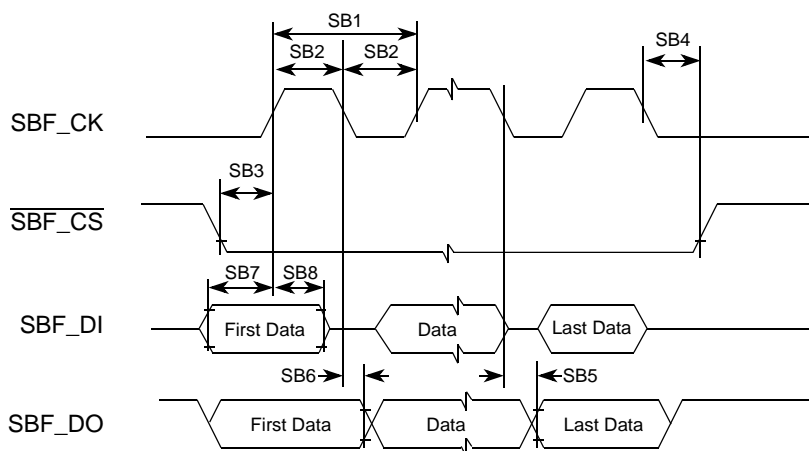 SB1
SB2 SB2 SB4
SBF_CK
SB3
SBF_CS
SB7 SB8
SBF_DI First Data Data Last Data
SB6 SB5
SBF_DO First Data Data Last Data